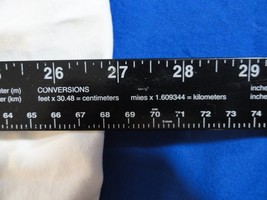 26 27 28 29
er (m) CONVERSIONS inche
er (km) feet x 30.48 = centimeters miles x 1.609344 = kilometers inche
64 65 66 67 68 69 70 71 72 73 74